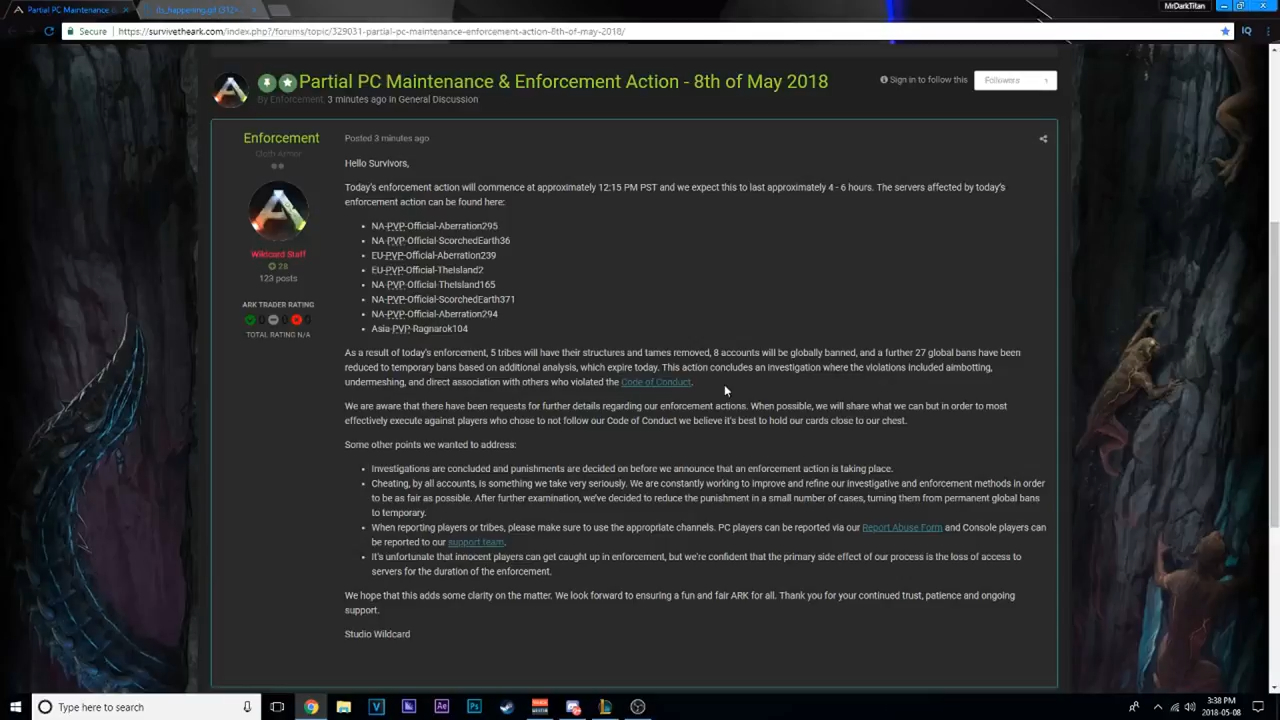 MrDarkTitan
Partial PC Maintenance
its_happening.gif (312×
Secure
https://survivetheark.com/index.php?/forums/topic/329031-partial-pc-maintenance-enforcement-action-8th-of-may-2018/
Partial PC Maintenance & Enforcement Action - 8th of May 2018
By Enforcement, 3 minutes ago in General Discussion
Sign in to follow this
Followers 1
Enforcement
Cloth Armor
Wildcard Staff
28
123 posts
ARK TRADER RATING
0 0 0
TOTAL RATING N/A
Posted 3 minutes ago
Hello Survivors,
Today's enforcement action will commence at approximately 12:15 PM PST and we expect this to last approximately 4 - 6 hours. The servers affected by today's
enforcement action can be found here:
NA-PVP-Official-Aberration295
NA-PVP-Official-ScorchedEarth36
EU-PVP-Official-Aberration239
EU-PVP-Official-TheIsland2
NA-PVP-Official-TheIsland165
NA-PVP-Official-ScorchedEarth371
NA-PVP-Official-Aberration294
Asia-PVP-Ragnarok104
As a result of today's enforcement, 5 tribes will have their structures and tames removed, 8 accounts will be globally banned, and a further 27 global bans have been
reduced to temporary bans based on additional analysis, which expire today. This action concludes an investigation where the violations included aimbotting,
undermeshing, and direct association with others who violated the Code of Conduct.
We are aware that there have been requests for further details regarding our enforcement actions. When possible, we will share what we can but in order to most
effectively execute against players who chose to not follow our Code of Conduct we believe it's best to hold our cards close to our chest.
Some other points we wanted to address:
Investigations are concluded and punishments are decided on before we announce that an enforcement action is taking place.
Cheating, by all accounts, is something we take very seriously. We are constantly working to improve and refine our investigative and enforcement methods in order
to be as fair as possible. After further examination, we've decided to reduce the punishment in a small number of cases, turning them from permanent global bans
to temporary.
When reporting players or tribes, please make sure to use the appropriate channels. PC players can be reported via our Report Abuse Form and Console players can
be reported to our support team.
It's unfortunate that innocent players can get caught up in enforcement, but we're confident that the primary side effect of our process is the loss of access to
servers for the duration of the enforcement.
We hope that this adds some clarity on the matter. We look forward to ensuring a fun and fair ARK for all. Thank you for your continued trust, patience and ongoing
support.
Studio Wildcard
Type here to search
3:38 PM
2018-05-08